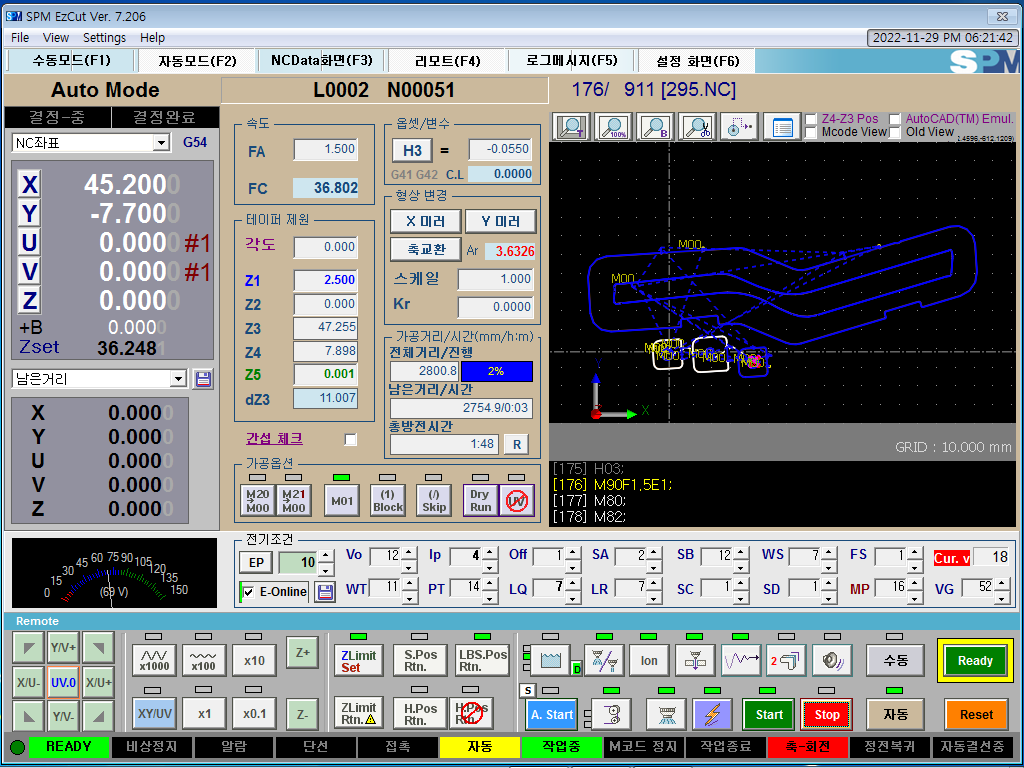 SPM EzCut Ver. 7.206
File View Settings Help
2022-11-29 PM 06:21:42
수동모드(F1) 자동모드(F2) NCData화면(F3) 리모트(F4) 로그메시지(F5) 설정 화면(F6)
SPM
Auto Mode L0002 N00051 176/ 911 [295.NC]
결정-중 결정완료
NC좌표 G54
X 45.2000
Y -7.7000
U 0.0000 #1
V 0.0000 #1
Z 0.0000
+B 0.0000
Zset 36.2481
남은거리
X 0.0000
Y 0.0000
U 0.0000
V 0.0000
Z 0.0000
속도
FA 1.500
FC 36.802
테이퍼 제원
각도 0.000
Z1 2.500
Z2 0.000
Z3 47.255
Z4 7.898
Z5 0.001
dZ3 11.007
간섭 체크
옵셋/변수
H3 = -0.0550
G41 G42 C.L 0.0000
형상 변경
X 미러 Y 미러
축교환 Ar 3.6326
스케일 1.000
Kr 0.0000
가공거리/시간(mm/h:m)
전체거리/진행
2800.8 2%
남은거리/시간
2754.9/0:03
총방전시간
1:48 R
가공옵션
M20 M00 M21 M00 M01 (1) Block (/) Skip Dry Run UV
T 100% B
Z4-Z3 Pos AutoCAD(TM) Emul.
Mcode View Old View
M00
M00
M00 M00 M00
X
GRID : 10.000 mm
[175] H03;
[176] M90F1.5E1;
[177] M80;
[178] M82;
0 15 30 45 60 75 90 105 120 135 150
(69 V)
전기조건
EP 10
E-Online
Vo 12 Ip 4 Off 1 SA 2 SB 12 WS 7 FS 1 Cur. v 18
WT 11 PT 14 LQ 7 LR 7 SC 1 SD 1 MP 16 VG 52
Remote
Y/V+
X/U- UV.0 X/U+
Y/V-
x1000 x100 x10 Z+
XY/UV x1 x0.1 Z-
ZLimit Set S.Pos Rtn. LBS.Pos Rtn.
ZLimit Rtn. H.Pos Rtn. H.Pos Rtn.
D Ion 2 수동 Ready
S A. Start Start Stop 자동 Reset
READY 비상정지 알람 단선 접촉 자동 작업중 M코드 정지 작업종료 축-회전 정전복귀 자동결선중